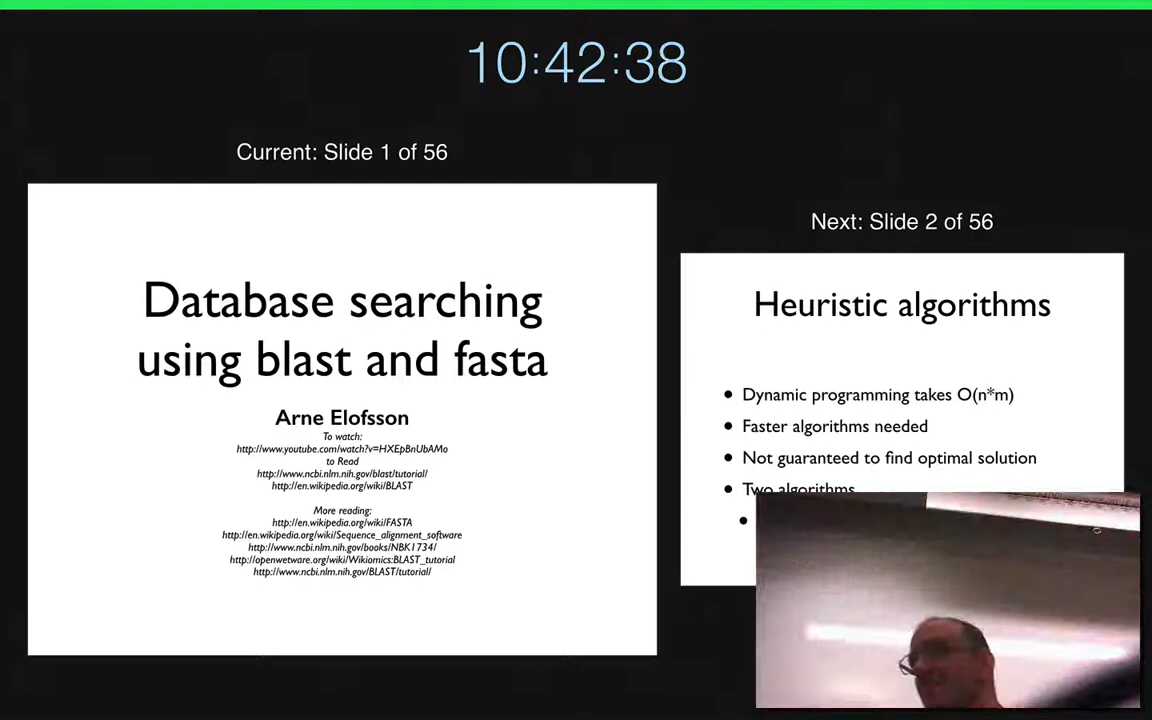 10:42:38
Current: Slide 1 of 56
Database searching
using blast and fasta
Arne Elofsson
To watch:
http://www.youtube.com/watch?v=HXEpBnUbAMo
to Read
http://www.ncbi.nlm.nih.gov/blast/tutorial/
http://en.wikipedia.org/wiki/BLAST
More reading:
http://en.wikipedia.org/wiki/FASTA
http://en.wikipedia.org/wiki/Sequence_alignment_software
http://www.ncbi.nlm.nih.gov/books/NBK1734/
http://openwetware.org/wiki/Wikiomics:BLAST_tutorial
http://www.ncbi.nlm.nih.gov/BLAST/tutorial/
Next: Slide 2 of 56
Heuristic algorithms
• Dynamic programming takes O(n*m)
• Faster algorithms needed
• Not guaranteed to find optimal solution
• Two algorithms